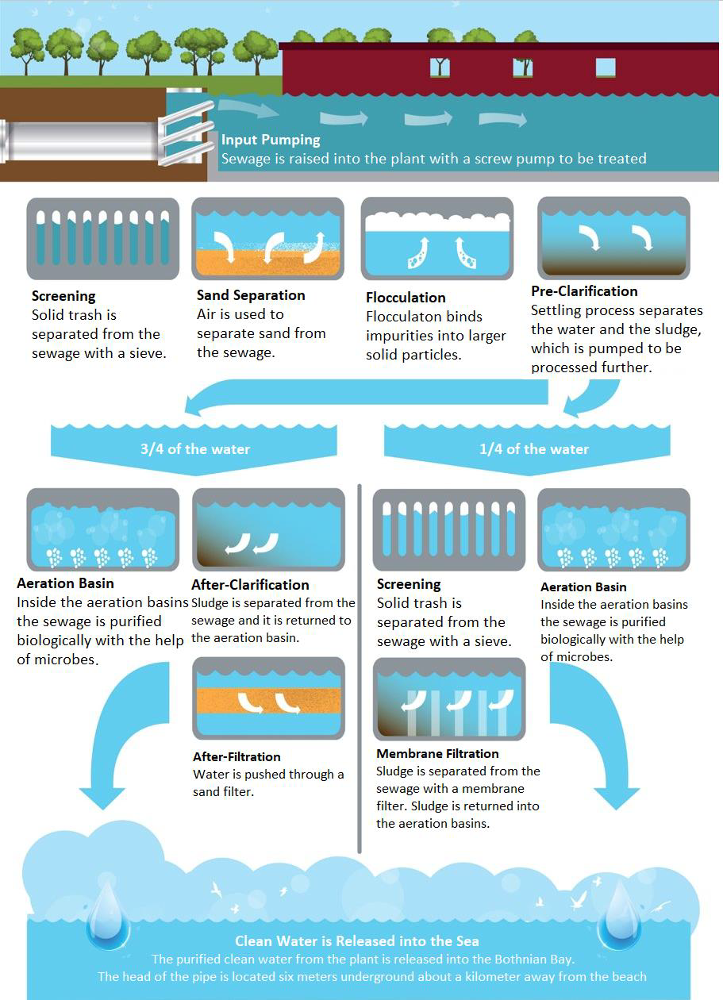 Input Pumping
Sewage is raised into the plant with a screw pump to be treated
Screening
Solid trash is
separated from the
sewage with a sieve.
Sand Separation
Air is used to
separate sand from
the sewage.
Flocculation
Flocculaton binds
impurities into larger
solid particles.
Pre-Clarification
Settling process separates
the water and the sludge,
which is pumped to be
processed further.
3/4 of the water
1/4 of the water
Aeration Basin
Inside the aeration basins
the sewage is purified
biologically with the help
of microbes.
After-Clarification
Sludge is separated from the
sewage and it is returned to
the aeration basin.
Screening
Solid trash is
separated from the
sewage with a sieve.
Aeration Basin
Inside the aeration basins
the sewage is purified
biologically with the help
of microbes.
After-Filtration
Water is pushed through a
sand filter.
Membrane Filtration
Sludge is separated from the
sewage with a membrane
filter. Sludge is returned into
the aeration basins.
Clean Water is Released into the Sea
The purified clean water from the plant is released into the Bothnian Bay.
The head of the pipe is located six meters underground about a kilometer away from the beach